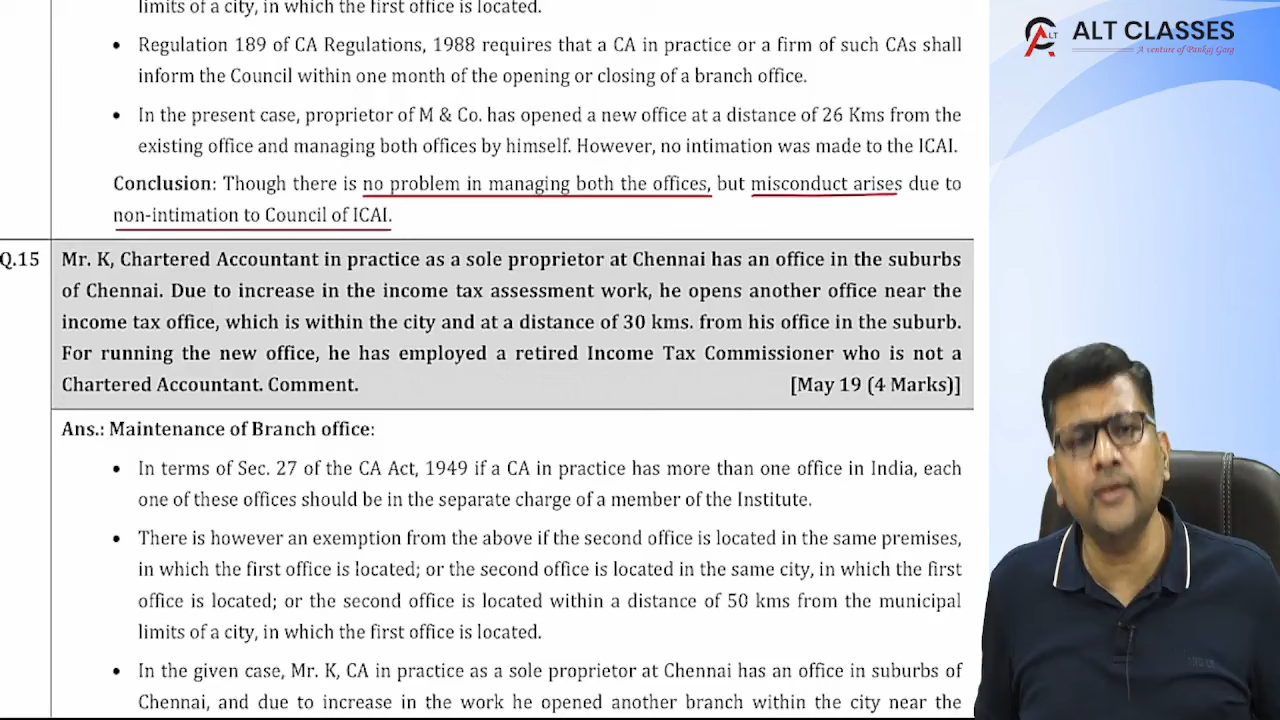 limits of a city, in which the first office is located.
• Regulation 189 of CA Regulations, 1988 requires that a CA in practice or a firm of such CAs shall
inform the Council within one month of the opening or closing of a branch office.
• In the present case, proprietor of M & Co. has opened a new office at a distance of 26 Kms from the
existing office and managing both offices by himself. However, no intimation was made to the ICAI.
Conclusion: Though there is no problem in managing both the offices, but misconduct arises due to
non-intimation to Council of ICAI.
Q.15
Mr. K, Chartered Accountant in practice as a sole proprietor at Chennai has an office in the suburbs
of Chennai. Due to increase in the income tax assessment work, he opens another office near the
income tax office, which is within the city and at a distance of 30 kms. from his office in the suburb.
For running the new office, he has employed a retired Income Tax Commissioner who is not a
Chartered Accountant. Comment. [May 19 (4 Marks)]
Ans.: Maintenance of Branch office:
• In terms of Sec. 27 of the CA Act, 1949 if a CA in practice has more than one office in India, each
one of these offices should be in the separate charge of a member of the Institute.
• There is however an exemption from the above if the second office is located in the same premises,
in which the first office is located; or the second office is located in the same city, in which the first
office is located; or the second office is located within a distance of 50 kms from the municipal
limits of a city, in which the first office is located.
• In the given case, Mr. K, CA in practice as a sole proprietor at Chennai has an office in suburbs of
Chennai, and due to increase in the work he opened another branch within the city near the
ALT
ALT CLASSES
A venture of Pankaj Garg